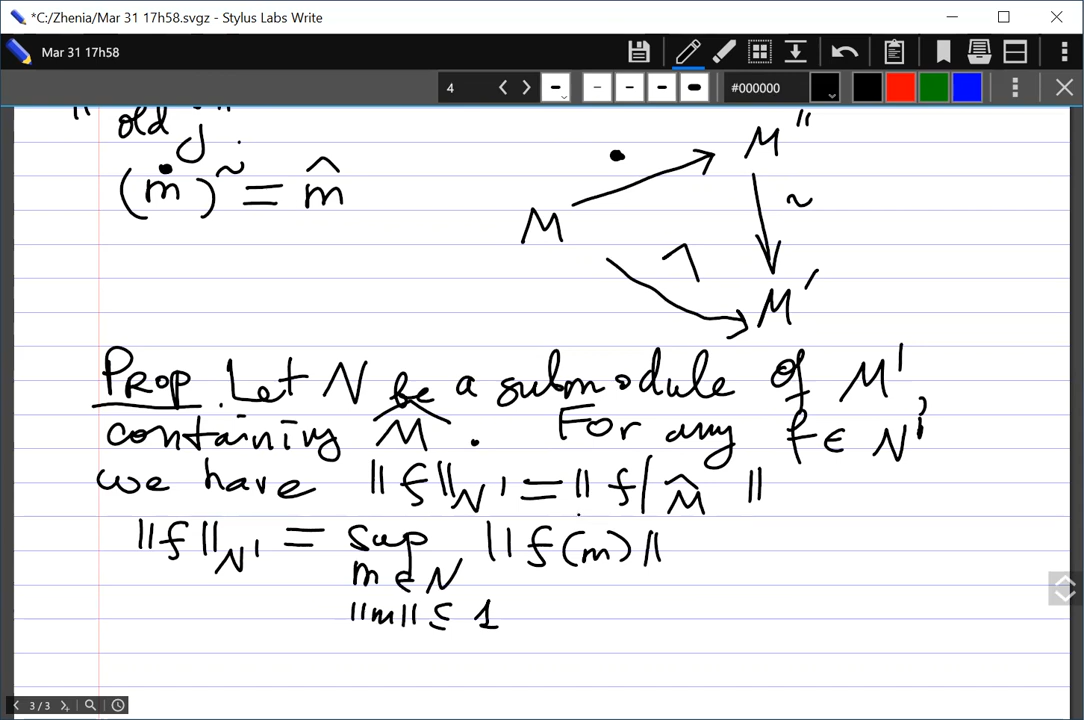 *C:/Zhenia/Mar 31 17h58.svgz - Stylus Labs Write
Mar 31 17h58
4
#000000
" old j".
(ṁ)~ = m̂
M → M'' •
M'' → M' ~
M → M' ^
Prop. Let N be a submodule of M'
containing M̂. For any f ∈ N',
we have ||f||N' = || f|M̂ ||
||f||N' = sup ||f(m)||
m ∈ N
||m|| ≤ 1
3/3